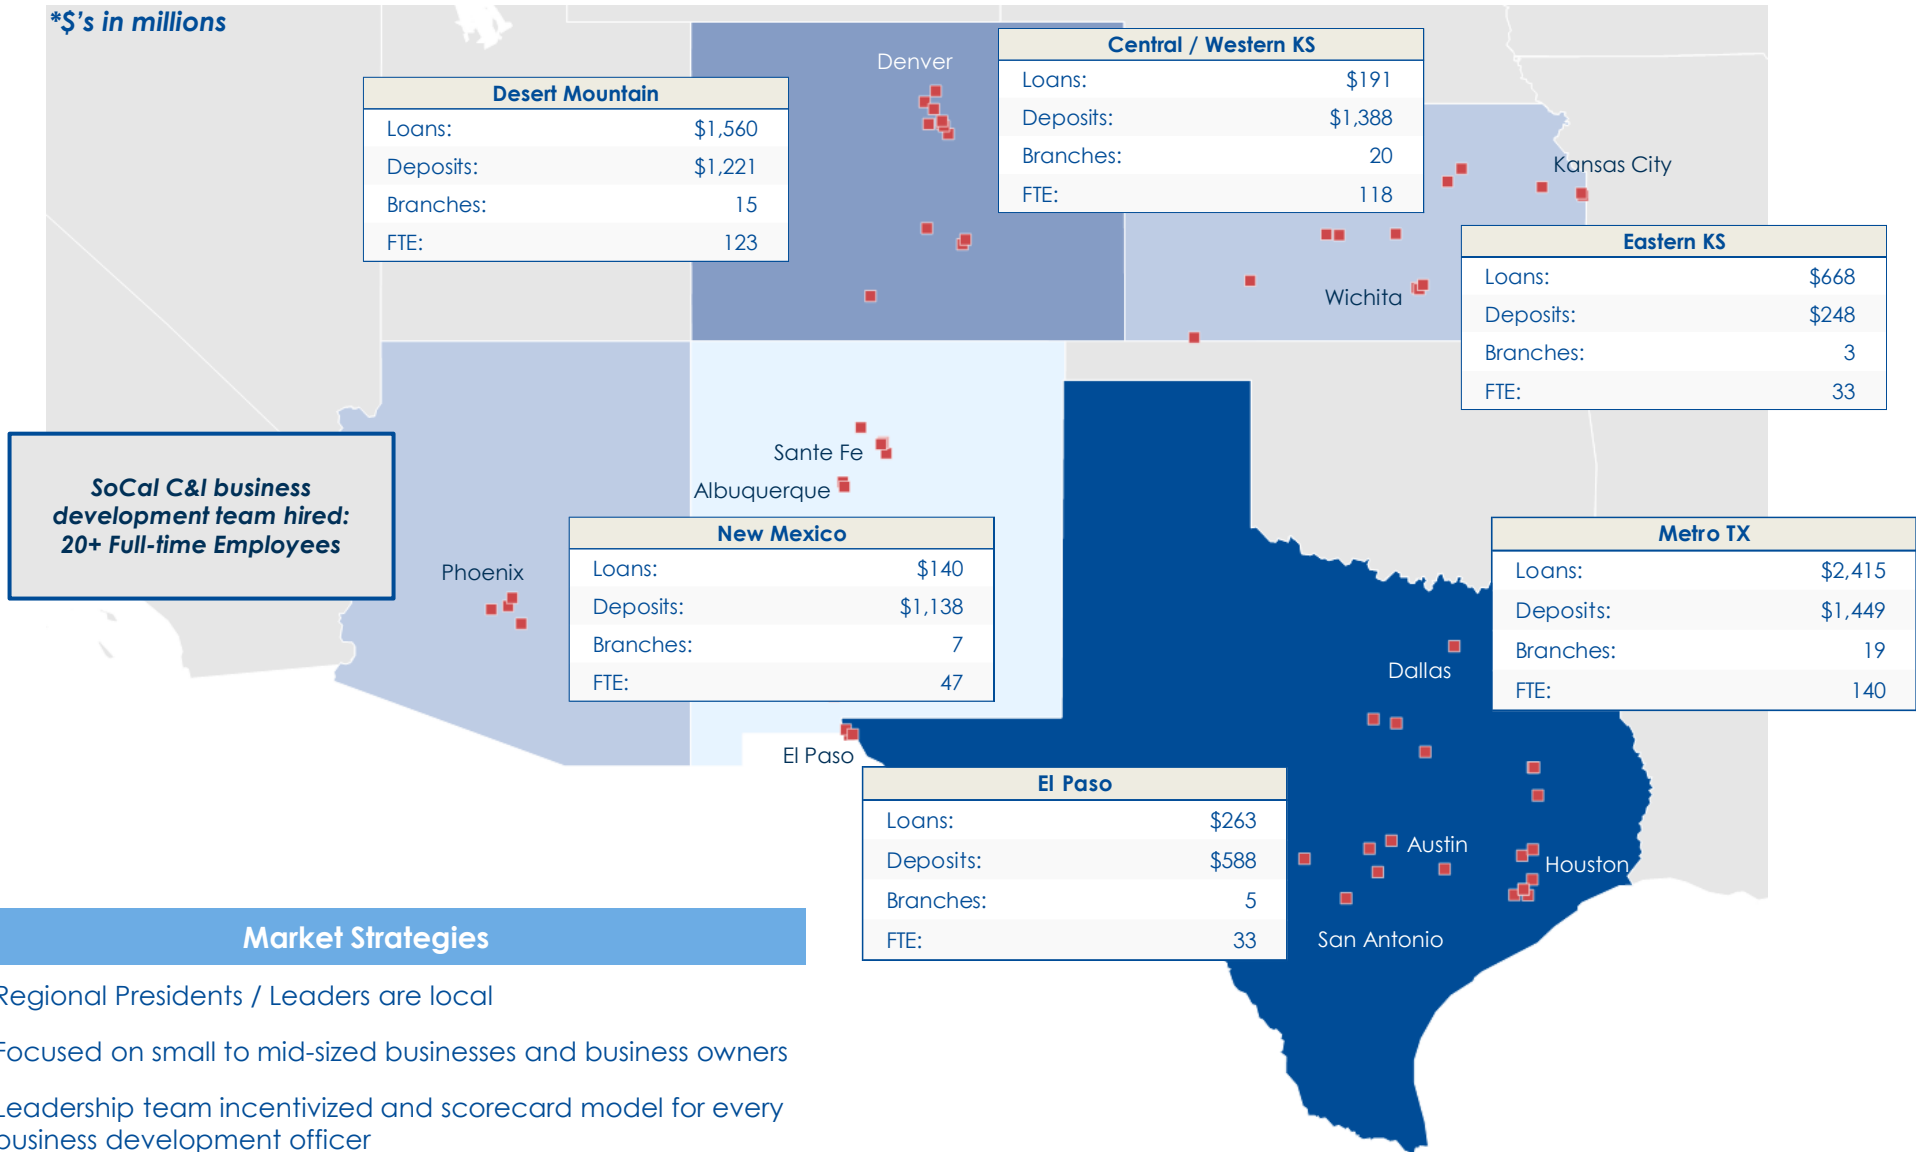 *$'s in millions
Denver
Central / Western KS
Loans: $191
Deposits: $1,388
Branches: 20
FTE: 118
Desert Mountain
Loans: $1,560
Deposits: $1,221
Branches: 15
FTE: 123
Kansas City
Eastern KS
Loans: $668
Deposits: $248
Branches: 3
FTE: 33
Wichita
Sante Fe
Albuquerque
SoCal C&I business
development team hired:
20+ Full-time Employees
Phoenix
New Mexico
Loans: $140
Deposits: $1,138
Branches: 7
FTE: 47
Metro TX
Loans: $2,415
Deposits: $1,449
Branches: 19
FTE: 140
Dallas
El Paso
El Paso
Loans: $263
Deposits: $588
Branches: 5
FTE: 33
Austin
Houston
San Antonio
Market Strategies
Regional Presidents / Leaders are local
Focused on small to mid-sized businesses and business owners
Leadership team incentivized and scorecard model for every
business development officer